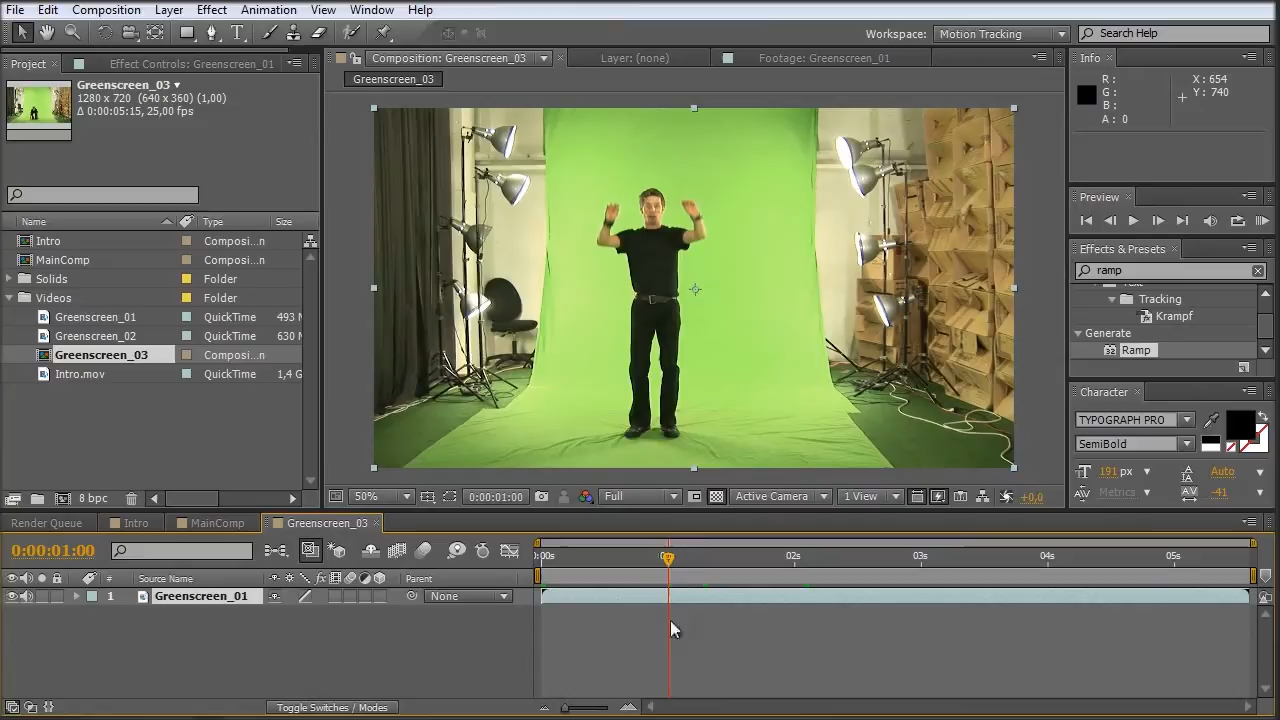 File Edit Composition Layer Effect Animation View Window Help
Workspace: Motion Tracking Search Help
Project Effect Controls: Greenscreen_01
Composition: Greenscreen_03 Layer: (none) Footage: Greenscreen_01
Info
Greenscreen_03
1280 x 720 (640 x 360) (1,00)
Δ 0:00:05:15, 25,00 fps
Greenscreen_03
R :
G :
B :
A : 0
X : 654
Y : 740
Preview
Name Type Size
Intro Composi...n
MainComp Composi...n
Solids Folder
Videos Folder
Greenscreen_01 QuickTime 493
Greenscreen_02 QuickTime 630
Greenscreen_03 Composi...n
Intro.mov QuickTime 1,4 G
Effects & Presets
ramp
Tracking
Krampf
Generate
Ramp
Character
TYPOGRAPH PRO
SemiBold
191 px Auto
Metrics -41
8 bpc
50% 0:00:01:00 Full Active Camera 1 View +0,0
Render Queue Intro MainComp Greenscreen_03
0:00:01:00
:00s 02s 03s 04s 05s
# Source Name Parent
1 Greenscreen_01 None
Toggle Switches / Modes